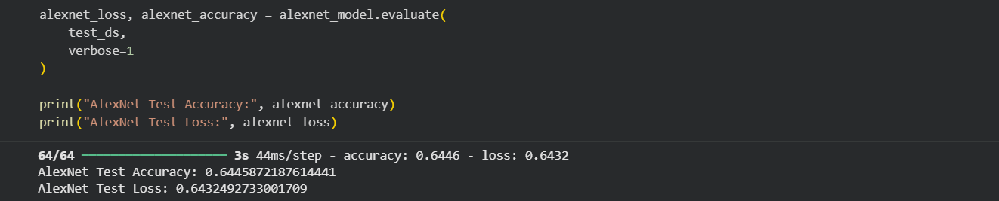 alexnet_loss, alexnet_accuracy = alexnet_model.evaluate(
    test_ds,
    verbose=1
)
print("AlexNet Test Accuracy:", alexnet_accuracy)
print("AlexNet Test Loss:", alexnet_loss)
64/64 ━━━━━━━━━━━━━━━━━━━━ 3s 44ms/step - accuracy: 0.6446 - loss: 0.6432
AlexNet Test Accuracy: 0.6445872187614441
AlexNet Test Loss: 0.6432492733001709